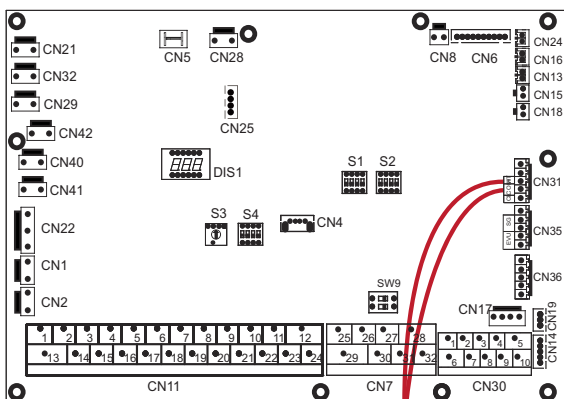 CN21
CN5
CN28
CN8
CN6
CN24
CN16
CN13
CN15
CN18
CN32
CN29
CN25
CN42
CN40
DIS1
CN41
S1
S2
CN31
CN22
S3
S4
CN4
SG
EVU
CN35
CN1
CN36
CN2
SW9
CN17
CN19
CN14
1 2 3 4 5 6 7 8 9 10 11 12
13 14 15 16 17 18 19 20 21 22 23 24
CN11
25 26 27 28
29 30 31 32
CN7
1 2 3 4 5
6 7 8 9 10
CN30